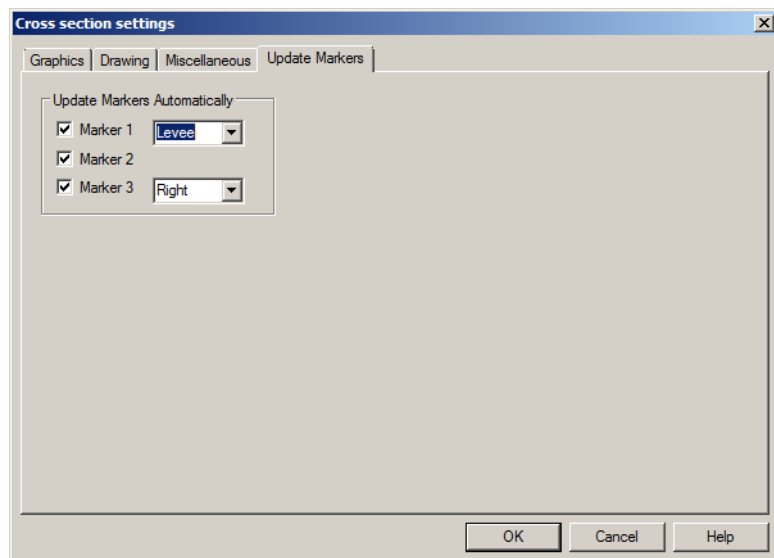 Cross section settings
Graphics Drawing Miscellaneous Update Markers
Update Markers Automatically
Marker 1 Levee
Marker 2
Marker 3 Right
OK Cancel Help